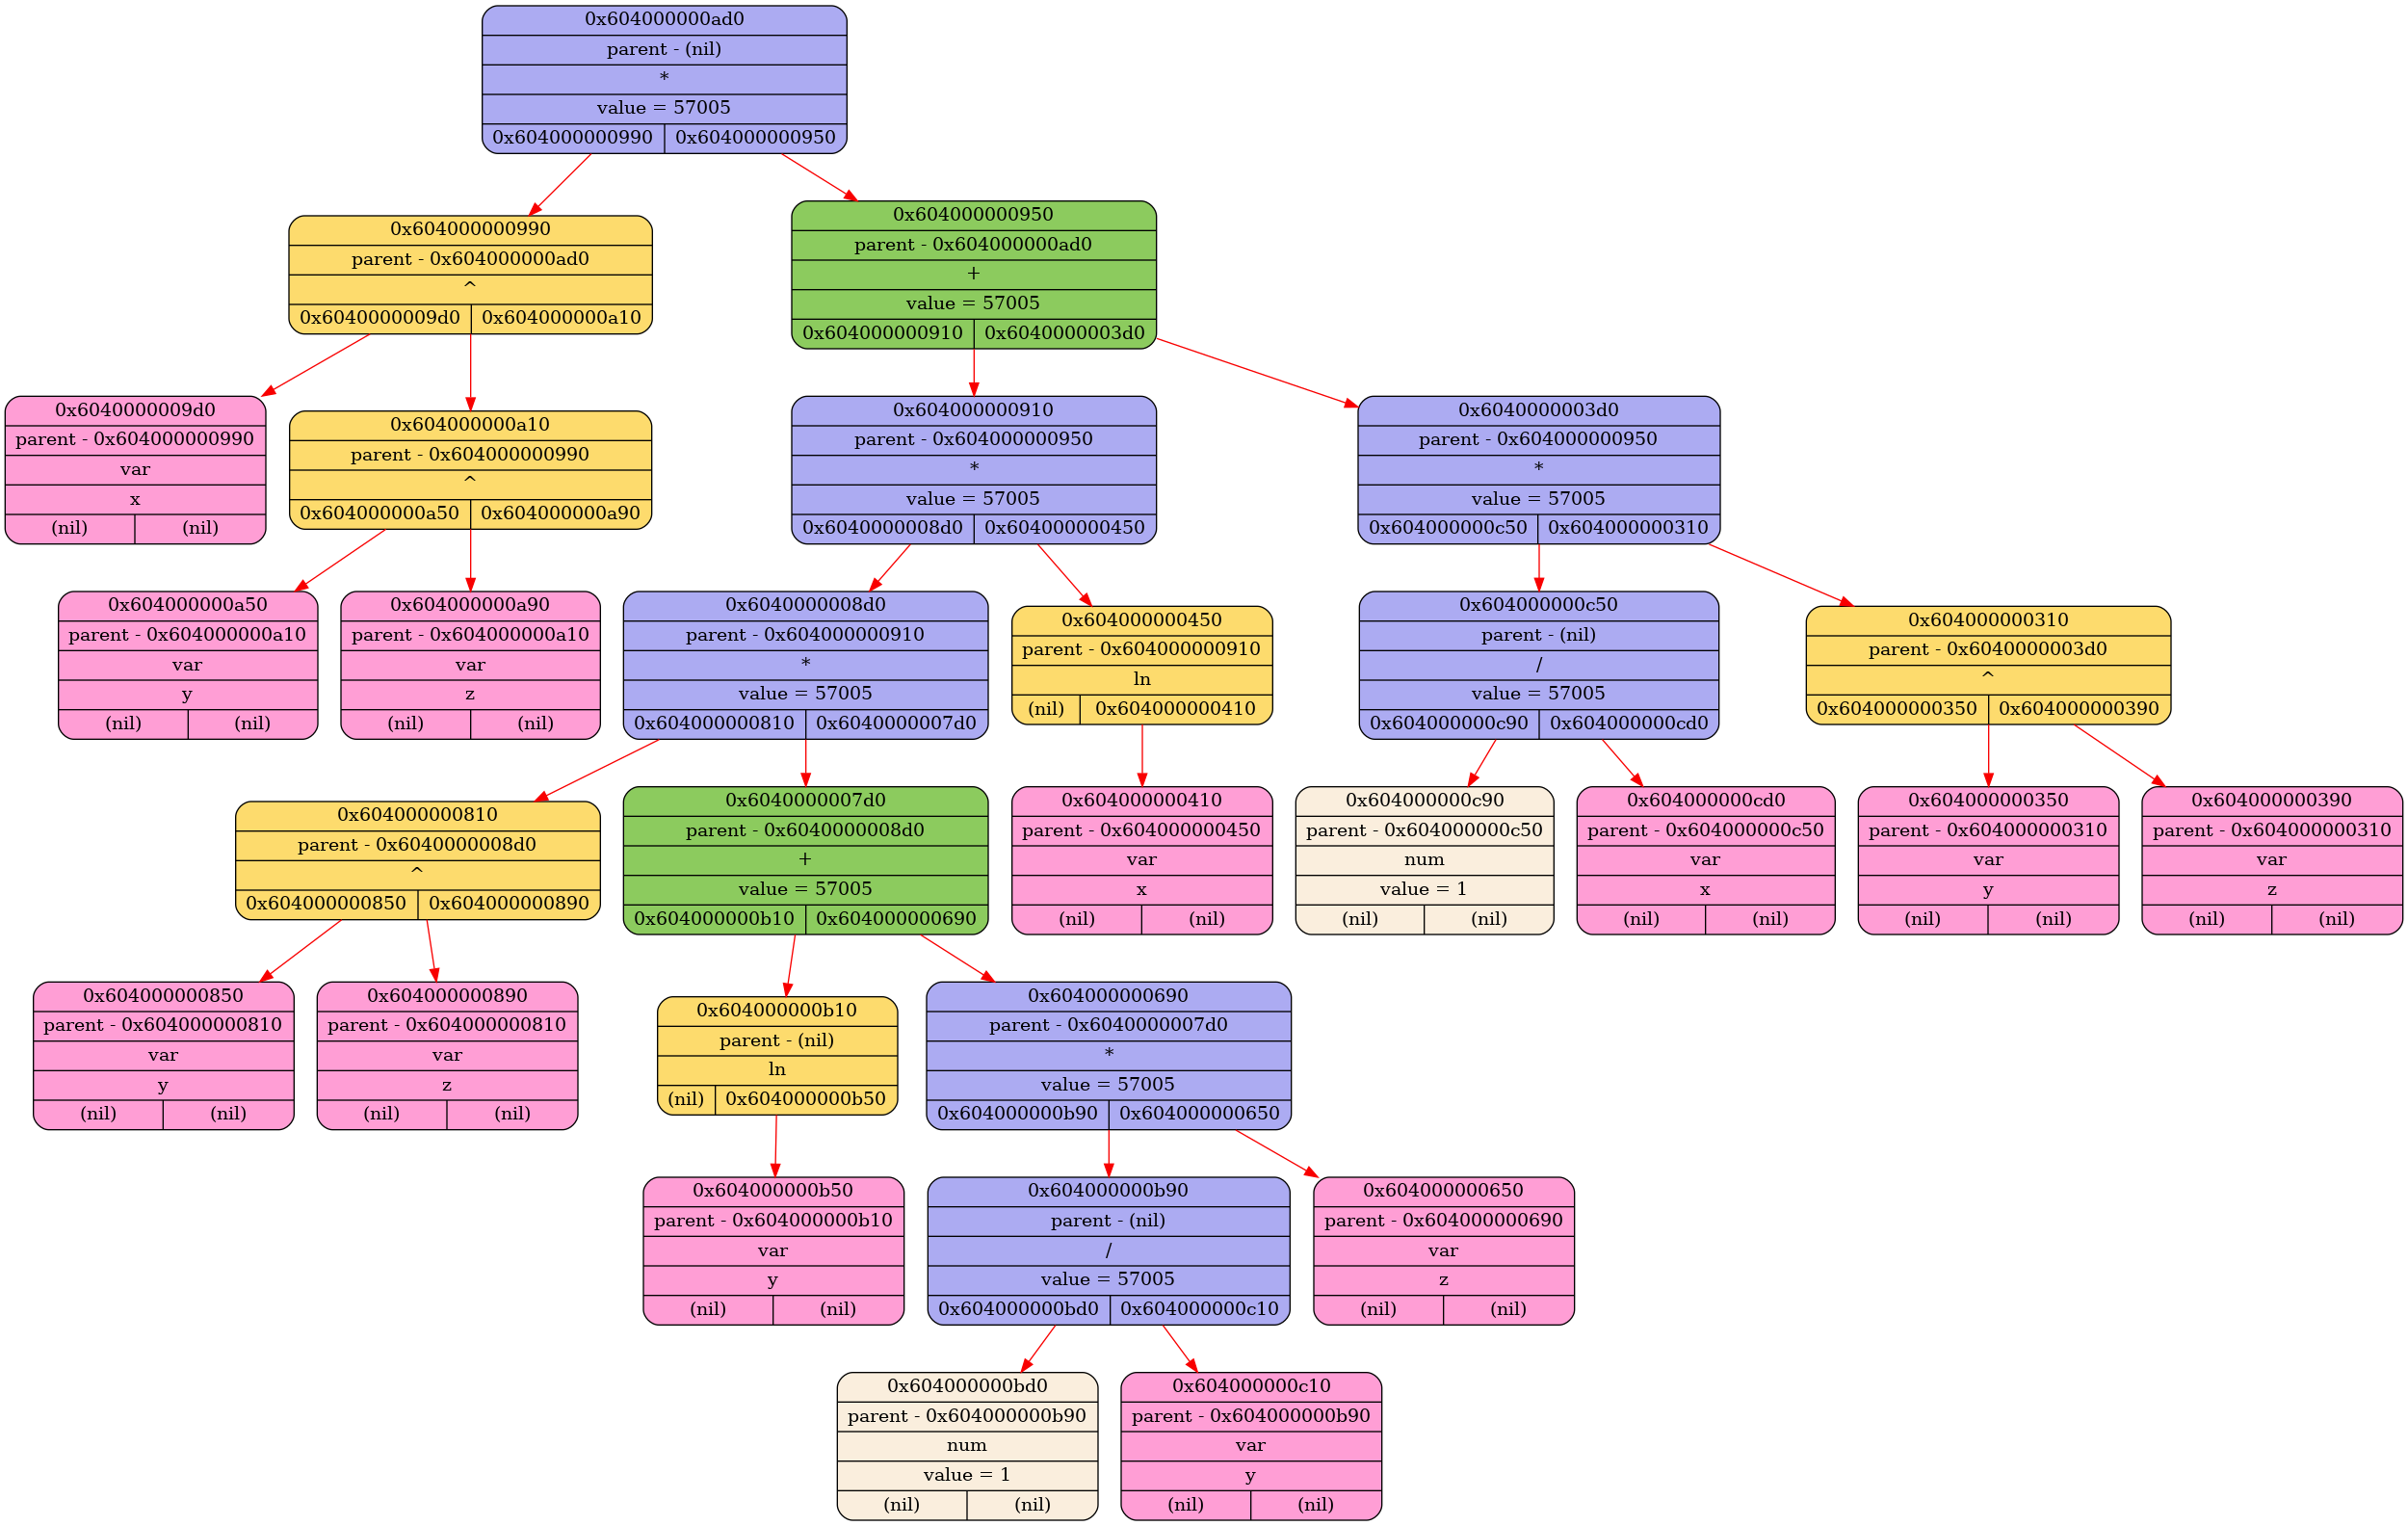 0x604000000ad0
parent - (nil)
*
value = 57005
0x604000000990 0x604000000950
0x604000000990
parent - 0x604000000ad0
^
0x6040000009d0 0x604000000a10
0x604000000950
parent - 0x604000000ad0
+
value = 57005
0x604000000910 0x6040000003d0
0x6040000009d0
parent - 0x604000000990
var
x
(nil) (nil)
0x604000000a10
parent - 0x604000000990
^
0x604000000a50 0x604000000a90
0x604000000910
parent - 0x604000000950
*
value = 57005
0x6040000008d0 0x604000000450
0x6040000003d0
parent - 0x604000000950
*
value = 57005
0x604000000c50 0x604000000310
0x604000000a50
parent - 0x604000000a10
var
y
(nil) (nil)
0x604000000a90
parent - 0x604000000a10
var
z
(nil) (nil)
0x6040000008d0
parent - 0x604000000910
*
value = 57005
0x604000000810 0x6040000007d0
0x604000000450
parent - 0x604000000910
ln
(nil) 0x604000000410
0x604000000c50
parent - (nil)
/
value = 57005
0x604000000c90 0x604000000cd0
0x604000000310
parent - 0x6040000003d0
^
0x604000000350 0x604000000390
0x604000000810
parent - 0x6040000008d0
^
0x604000000850 0x604000000890
0x6040000007d0
parent - 0x6040000008d0
+
value = 57005
0x604000000b10 0x604000000690
0x604000000410
parent - 0x604000000450
var
x
(nil) (nil)
0x604000000c90
parent - 0x604000000c50
num
value = 1
(nil) (nil)
0x604000000cd0
parent - 0x604000000c50
var
x
(nil) (nil)
0x604000000350
parent - 0x604000000310
var
y
(nil) (nil)
0x604000000390
parent - 0x604000000310
var
z
(nil) (nil)
0x604000000850
parent - 0x604000000810
var
y
(nil) (nil)
0x604000000890
parent - 0x604000000810
var
z
(nil) (nil)
0x604000000b10
parent - (nil)
ln
(nil) 0x604000000b50
0x604000000690
parent - 0x6040000007d0
*
value = 57005
0x604000000b90 0x604000000650
0x604000000b50
parent - 0x604000000b10
var
y
(nil) (nil)
0x604000000b90
parent - (nil)
/
value = 57005
0x604000000bd0 0x604000000c10
0x604000000650
parent - 0x604000000690
var
z
(nil) (nil)
0x604000000bd0
parent - 0x604000000b90
num
value = 1
(nil) (nil)
0x604000000c10
parent - 0x604000000b90
var
y
(nil) (nil)